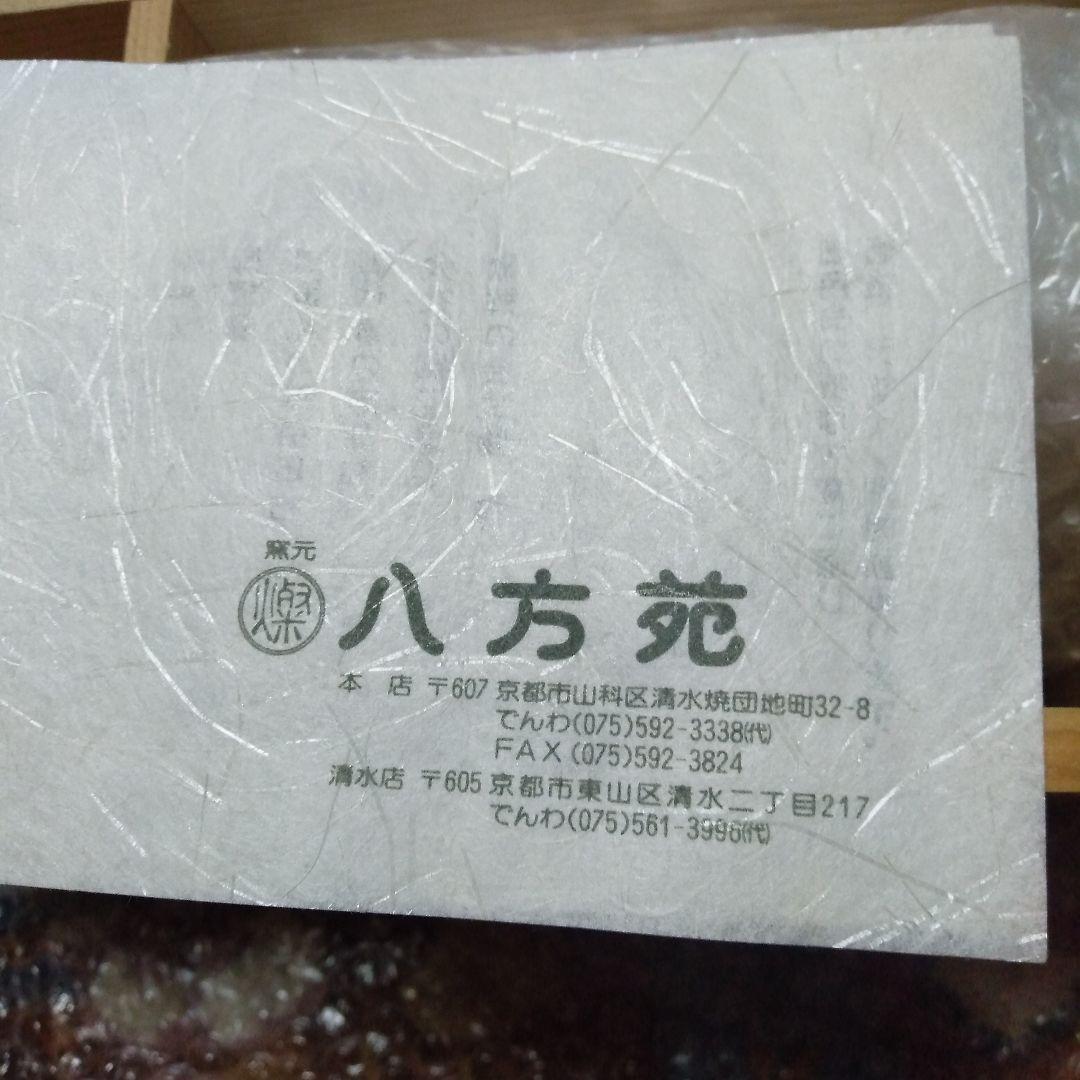 窯元
燦 八方苑
本店 〒607 京都市山科区清水焼団地町32-8
でんわ(075)592-3338(代)
FAX(075)592-3824
清水店 〒605 京都市東山区清水二丁目217
でんわ(075)561-3996(代)